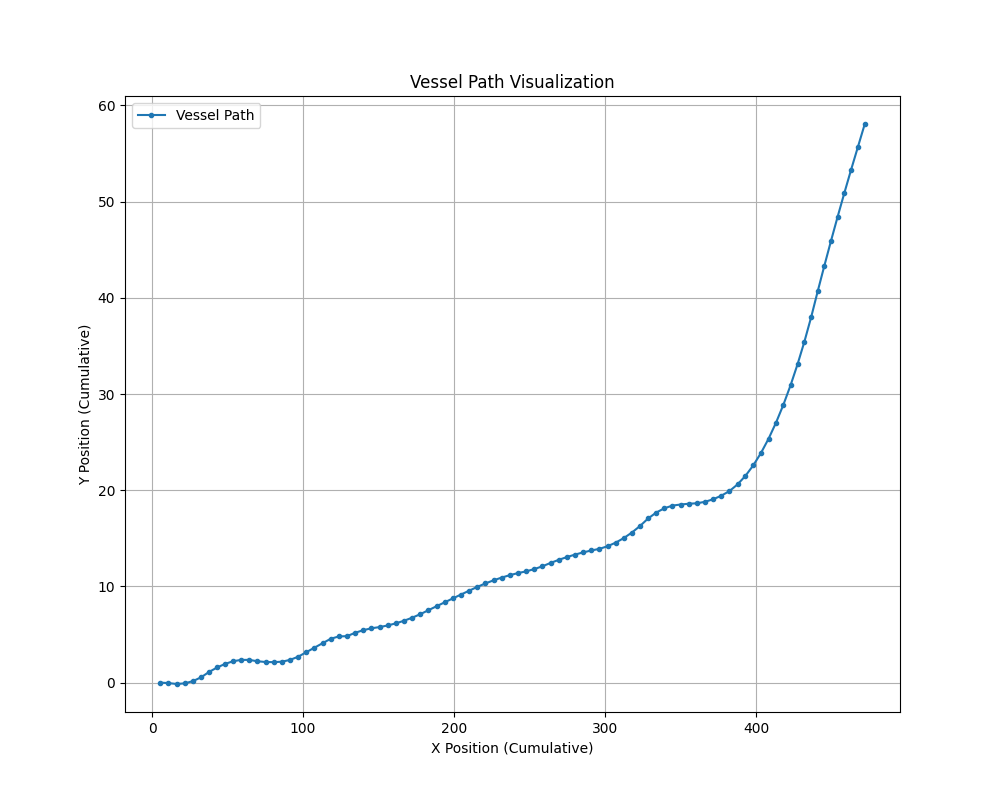 Vessel Path Visualization
Vessel Path
60
50
40
30
20
10
0
Y Position (Cumulative)
0 100 200 300 400
X Position (Cumulative)